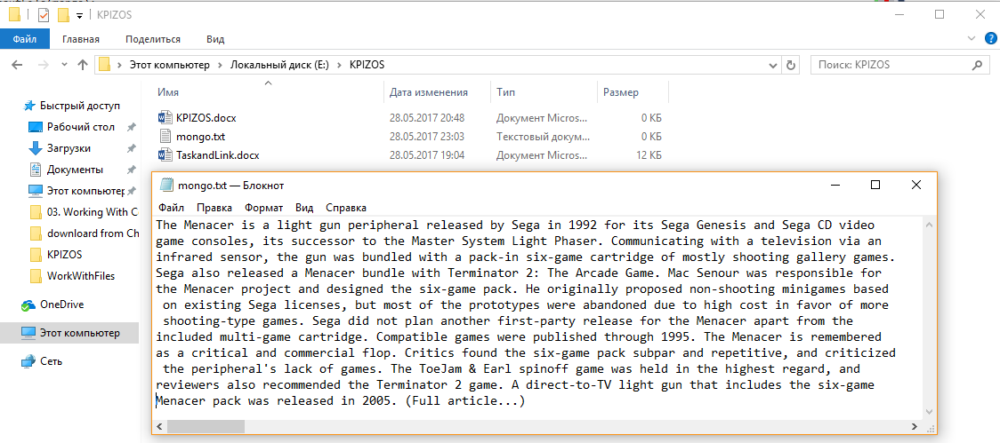 KPIZOS
Файл Главная Поделиться Вид
Этот компьютер Локальный диск (E:) KPIZOS
Поиск: KPIZOS
Имя Дата изменения Тип Размер
KPIZOS.docx 28.05.2017 20:48 Документ Micros... 0 КБ
mongo.txt 28.05.2017 23:03 Текстовый докум... 0 КБ
TaskandLink.docx 28.05.2017 19:04 Документ Micros... 12 КБ
Быстрый доступ
Рабочий стол
Загрузки
Документы
Этот компьютер
03. Working With C
downloard from Ch
KPIZOS
WorkWithFiles
OneDrive
Этот компьютер
Сеть
mongo.txt — Блокнот
Файл Правка Формат Вид Справка
The Menacer is a light gun peripheral released by Sega in 1992 for its Sega Genesis and Sega CD video
game consoles, its successor to the Master System Light Phaser. Communicating with a television via an
infrared sensor, the gun was bundled with a pack-in six-game cartridge of mostly shooting gallery games.
Sega also released a Menacer bundle with Terminator 2: The Arcade Game. Mac Senour was responsible for
the Menacer project and designed the six-game pack. He originally proposed non-shooting minigames based
on existing Sega licenses, but most of the prototypes were abandoned due to high cost in favor of more
shooting-type games. Sega did not plan another first-party release for the Menacer apart from the
included multi-game cartridge. Compatible games were published through 1995. The Menacer is remembered
as a critical and commercial flop. Critics found the six-game pack subpar and repetitive, and criticized
the peripheral's lack of games. The ToeJam & Earl spinoff game was held in the highest regard, and
reviewers also recommended the Terminator 2 game. A direct-to-TV light gun that includes the six-game
Menacer pack was released in 2005. (Full article...)